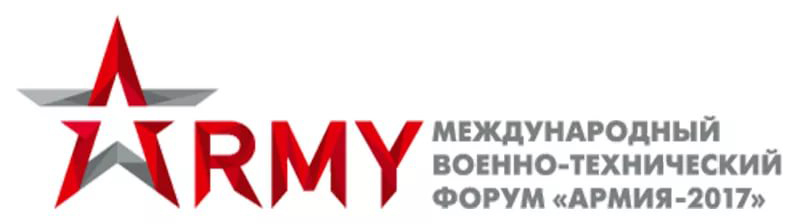 ARMY
МЕЖДУНАРОДНЫЙ
ВОЕННО-ТЕХНИЧЕСКИЙ
ФОРУМ «АРМИЯ-2017»